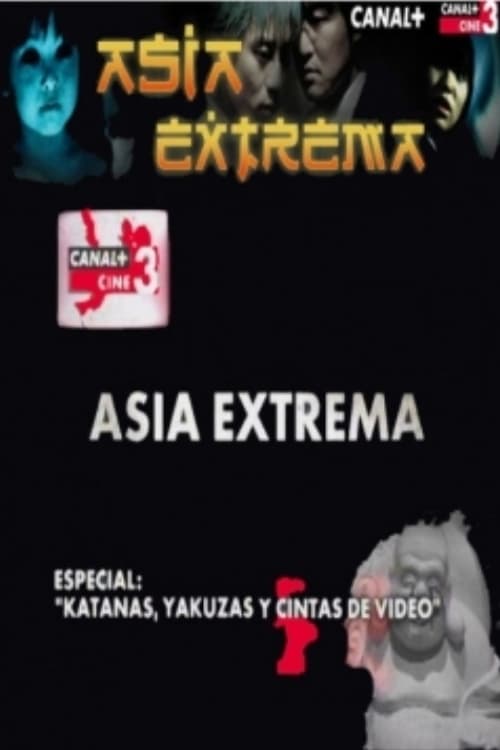 CANAL+
CANAL+
CINE 3
ASIA
EXTREMA
CANAL+
CINE 3
ASIA EXTREMA
ESPECIAL:
"KATANAS, YAKUZAS Y CINTAS DE VIDEO"